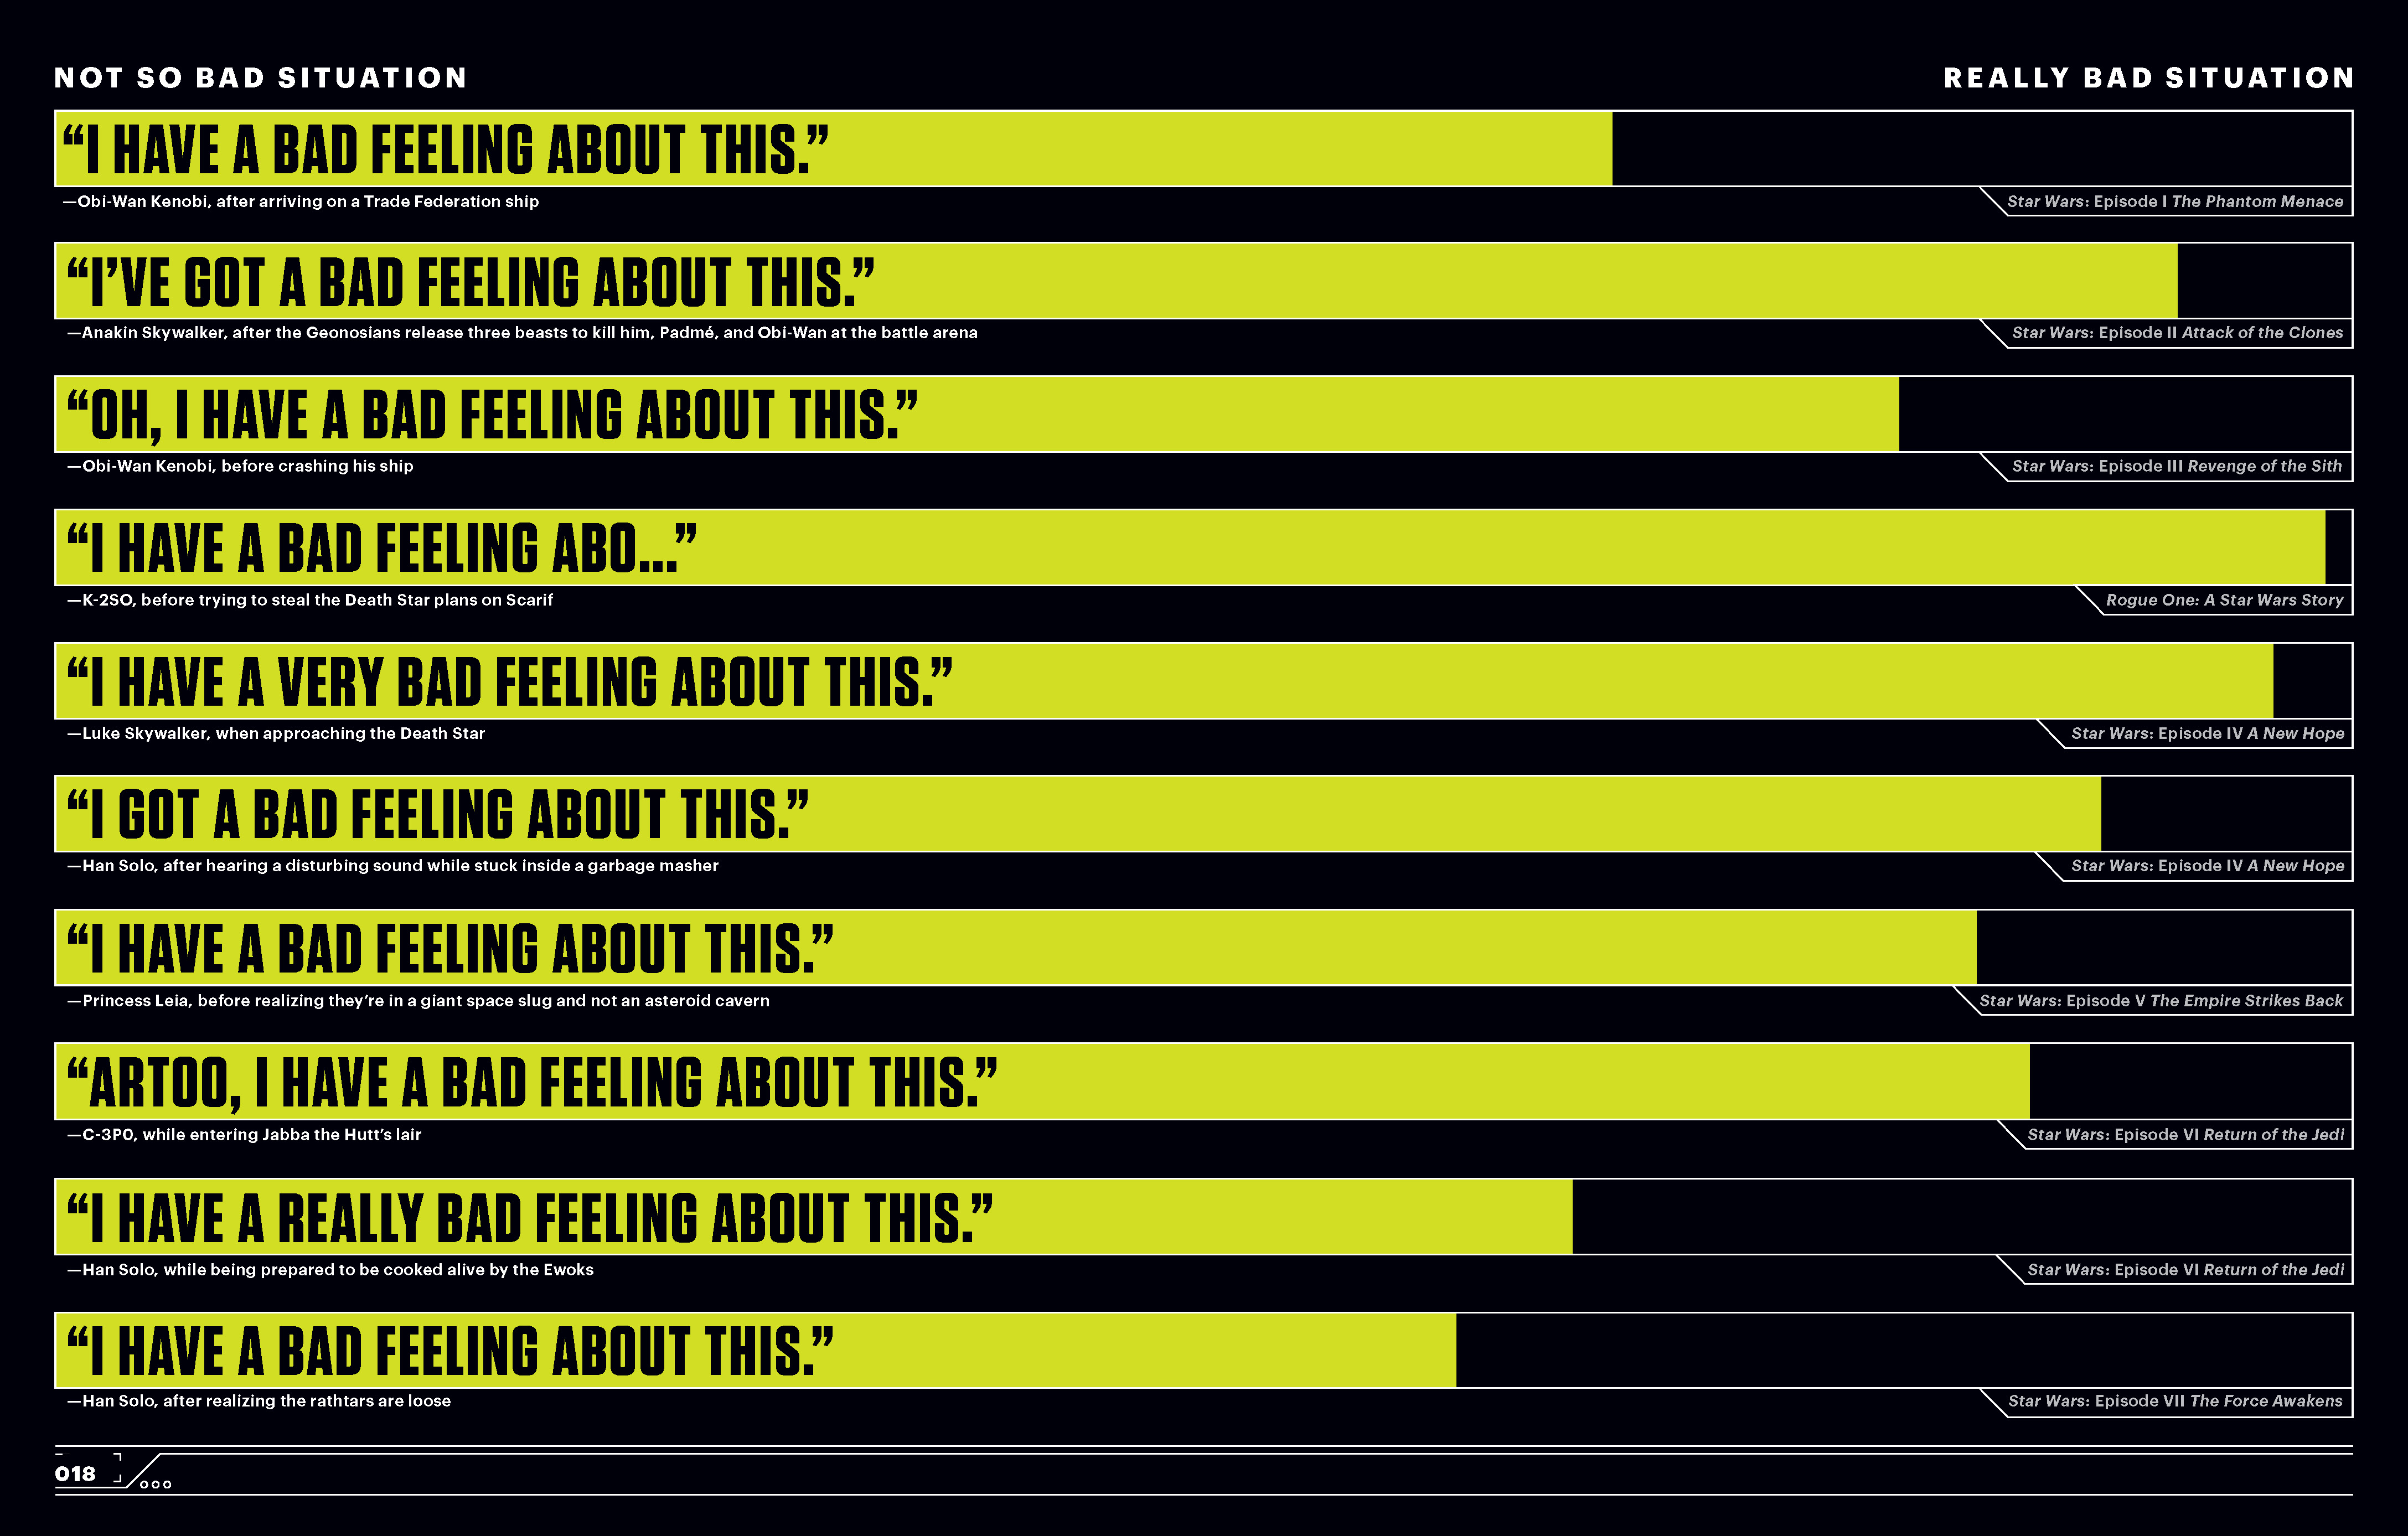 NOT SO BAD SITUATION
REALLY BAD SITUATION
“I HAVE A BAD FEELING ABOUT THIS.”
—Obi-Wan Kenobi, after arriving on a Trade Federation ship
Star Wars: Episode I The Phantom Menace
“I’VE GOT A BAD FEELING ABOUT THIS.”
—Anakin Skywalker, after the Geonosians release three beasts to kill him, Padmé, and Obi-Wan at the battle arena
Star Wars: Episode II Attack of the Clones
“OH, I HAVE A BAD FEELING ABOUT THIS.”
—Obi-Wan Kenobi, before crashing his ship
Star Wars: Episode III Revenge of the Sith
“I HAVE A BAD FEELING ABO...”
—K-2SO, before trying to steal the Death Star plans on Scarif
Rogue One: A Star Wars Story
“I HAVE A VERY BAD FEELING ABOUT THIS.”
—Luke Skywalker, when approaching the Death Star
Star Wars: Episode IV A New Hope
“I GOT A BAD FEELING ABOUT THIS.”
—Han Solo, after hearing a disturbing sound while stuck inside a garbage masher
Star Wars: Episode IV A New Hope
“I HAVE A BAD FEELING ABOUT THIS.”
—Princess Leia, before realizing they’re in a giant space slug and not an asteroid cavern
Star Wars: Episode V The Empire Strikes Back
“ARTOO, I HAVE A BAD FEELING ABOUT THIS.”
—C-3PO, while entering Jabba the Hutt’s lair
Star Wars: Episode VI Return of the Jedi
“I HAVE A REALLY BAD FEELING ABOUT THIS.”
—Han Solo, while being prepared to be cooked alive by the Ewoks
Star Wars: Episode VI Return of the Jedi
“I HAVE A BAD FEELING ABOUT THIS.”
—Han Solo, after realizing the rathtars are loose
Star Wars: Episode VII The Force Awakens
018